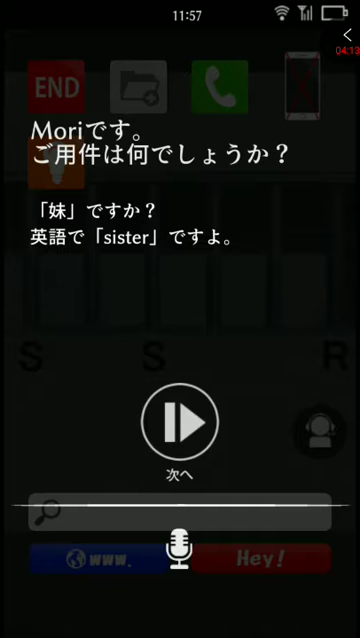 11:57
04:13
END
Moriです。
ご用件は何でしょうか？
「妹」ですか？
英語で「sister」ですよ。
S S R
次へ
www.
Hey!